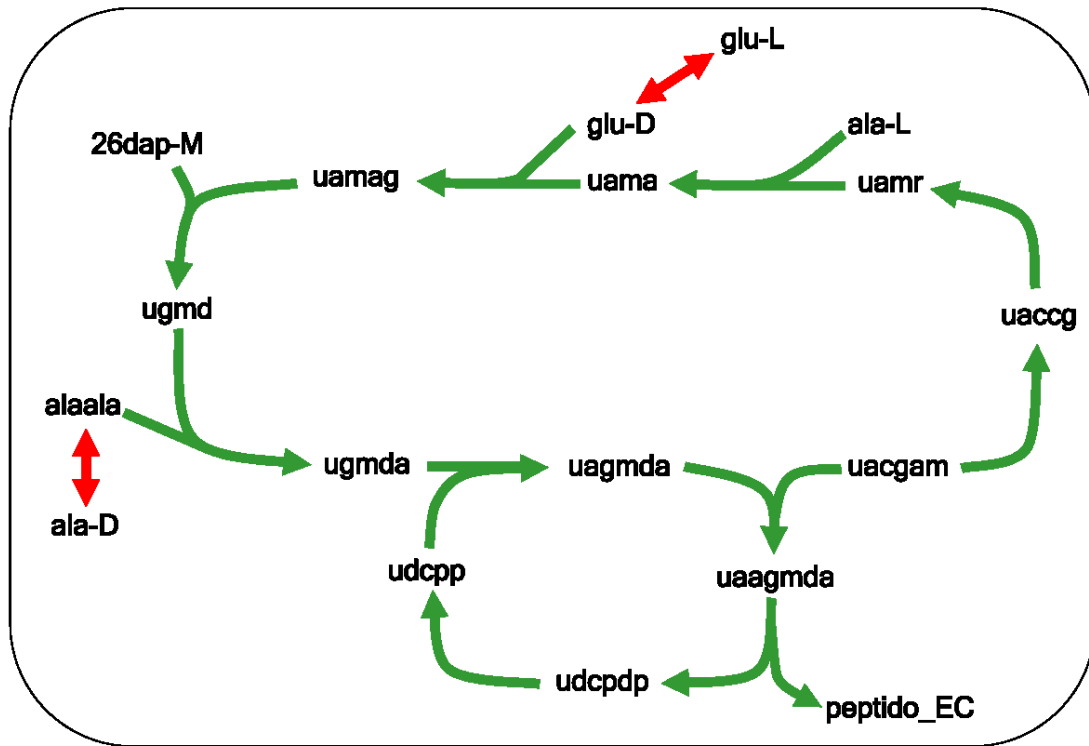 glu-L
glu-D
ala-L
26dap-M
uamag
uama
uamr
ugmd
uaccg
alaala
ugmda
uagmda
uacgam
ala-D
udcpp
uaagmda
udcpdp
peptido_EC